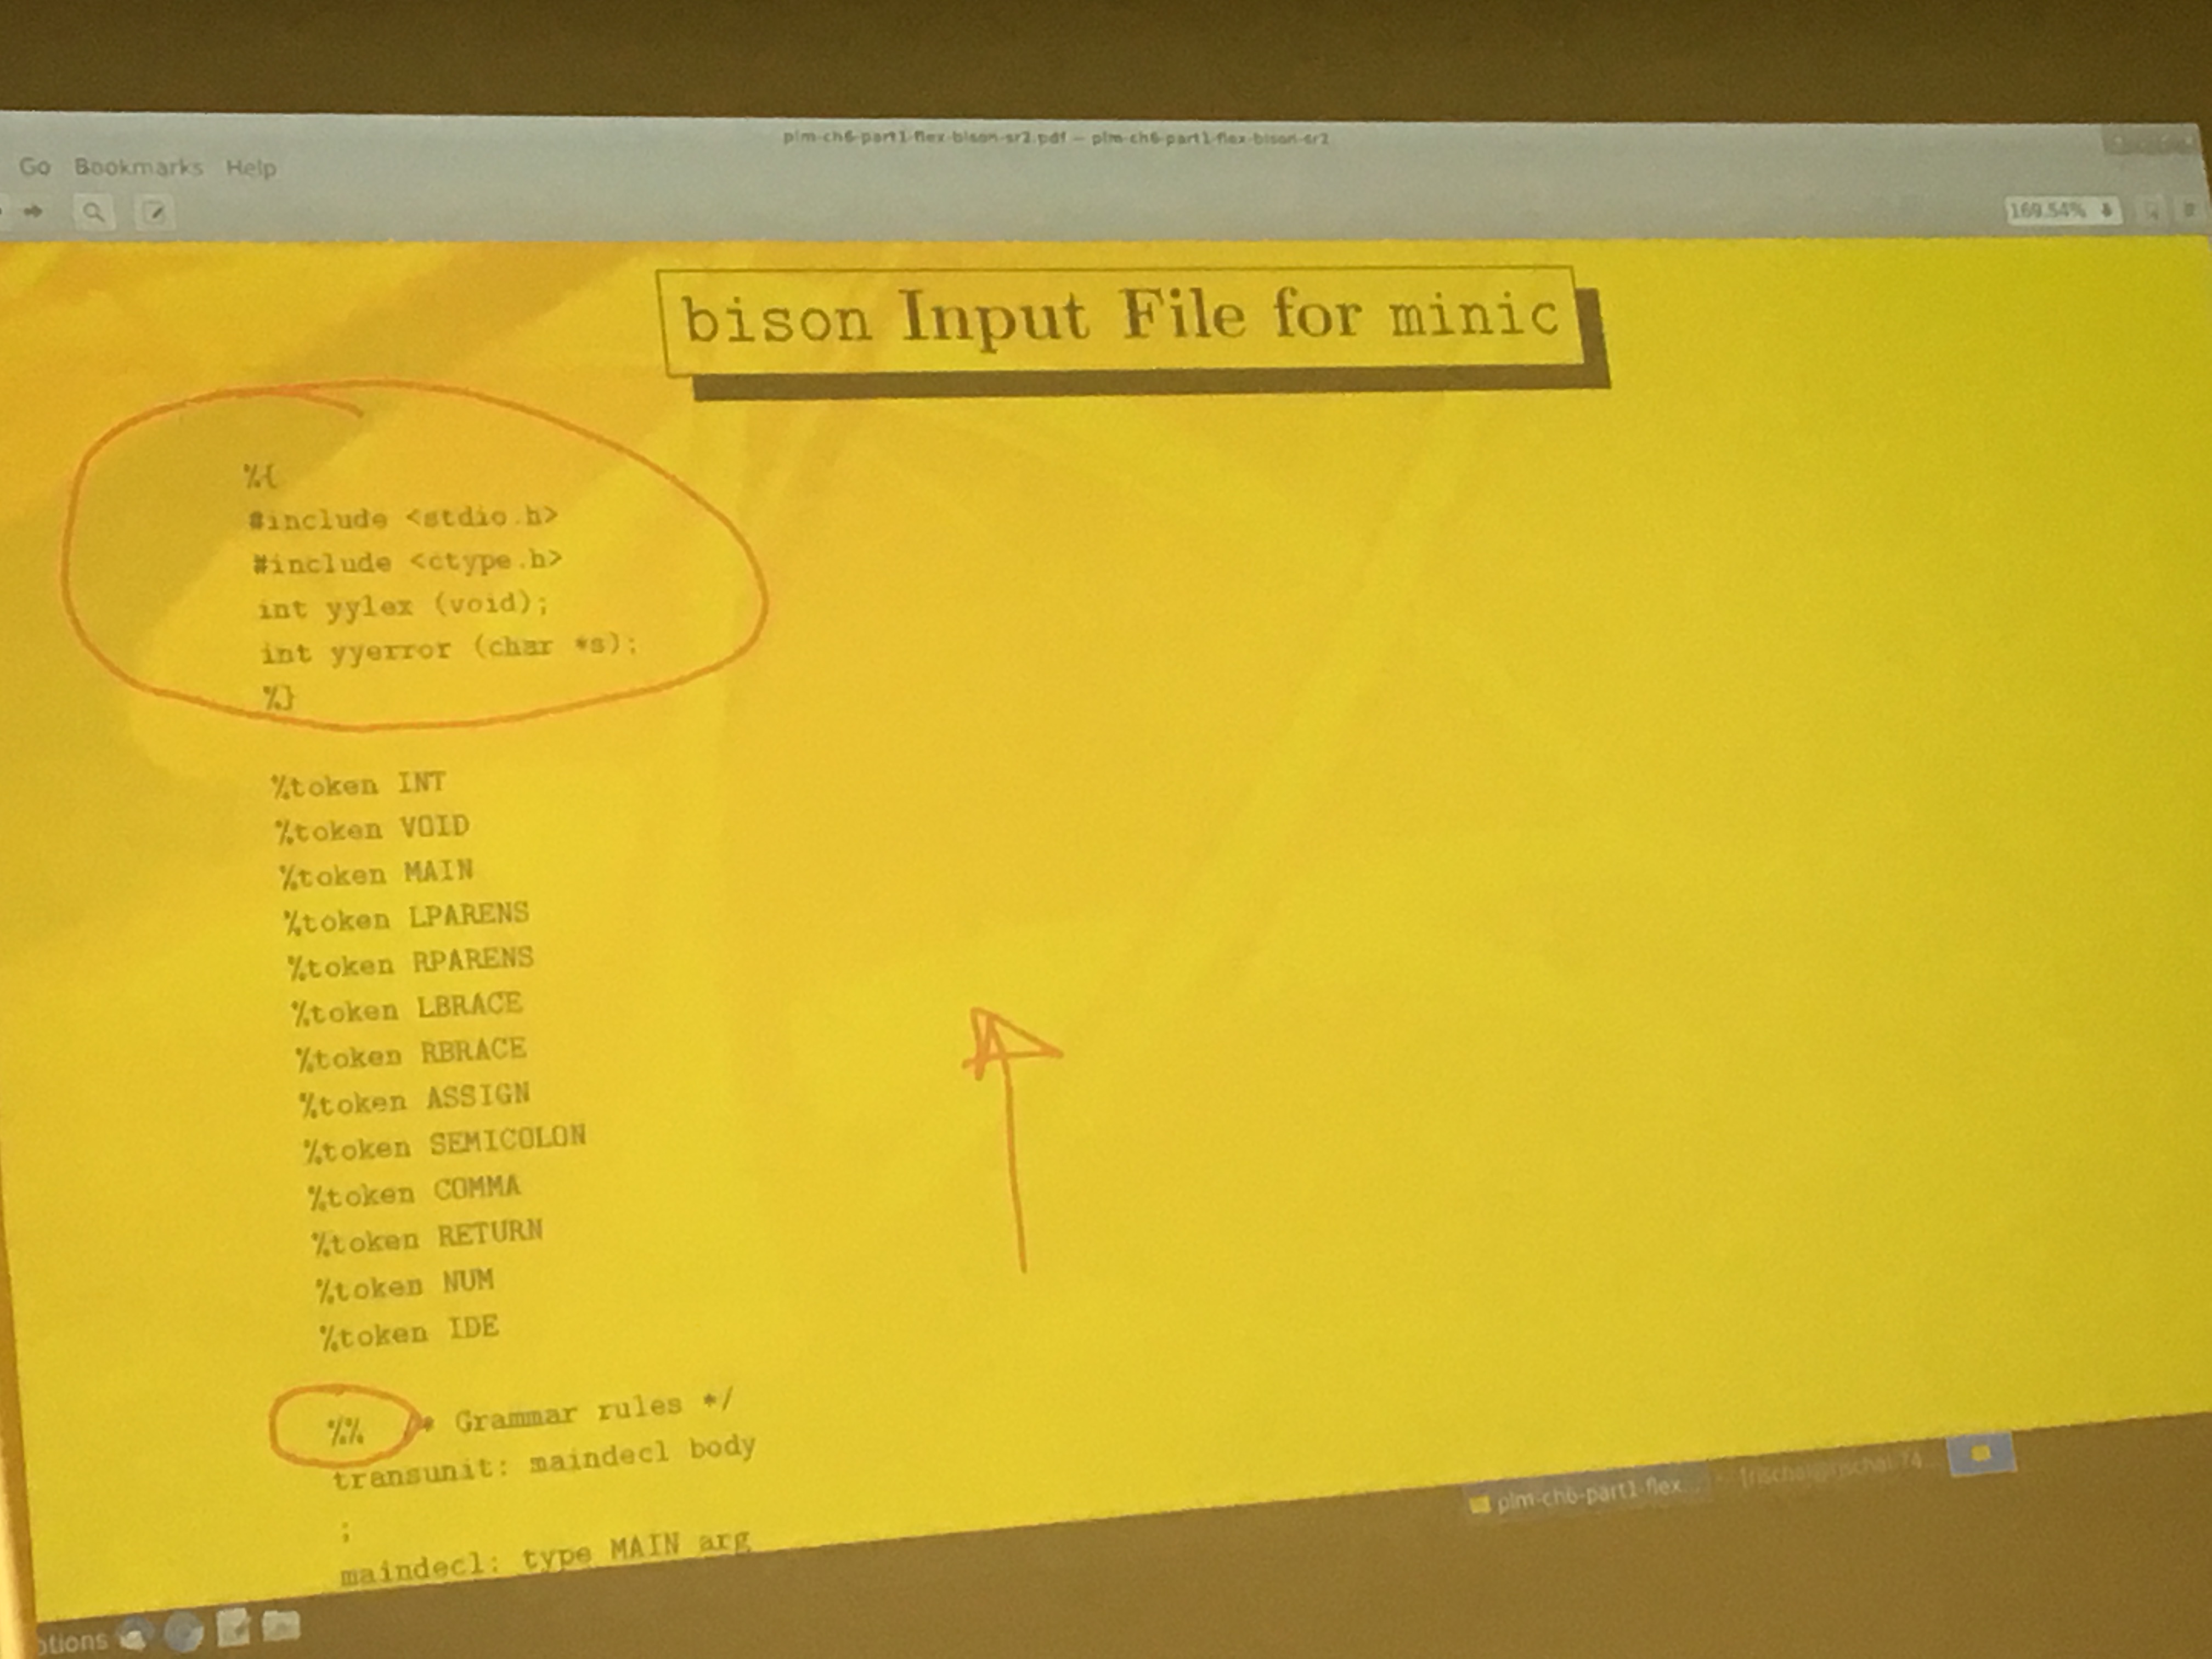 plm-ch6-part1-flex-bison-sr2.pdf — plm-ch6-part1-flex-bison-sr2
Go Bookmarks Help
169.54%
bison Input File for minic
%{
#include <stdio.h>
#include <ctype.h>
int yylex (void);
int yyerror (char *s);
%}
%token INT
%token VOID
%token MAIN
%token LPARENS
%token RPARENS
%token LBRACE
%token RBRACE
%token ASSIGN
%token SEMICOLON
%token COMMA
%token RETURN
%token NUM
%token IDE
%% /* Grammar rules */
transunit: maindecl body
;
maindecl: type MAIN arg
plm-ch6-part1-flex...